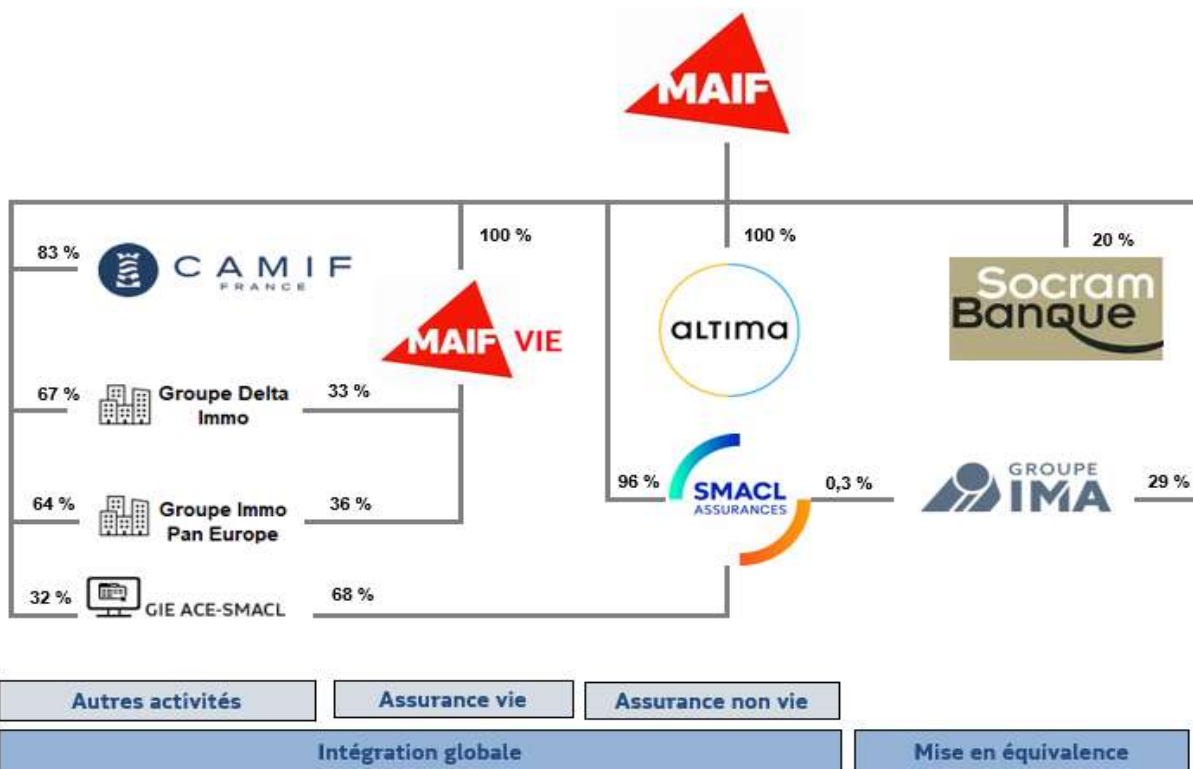 MAIF
83 %
CAMIF
FRANCE
100 %
100 %
20 %
MAIF VIE
aLTIMa
Socram
Banque
67 %
Groupe Delta
Immo
33 %
64 %
Groupe Immo
Pan Europe
36 %
96 %
SMACL
ASSURANCES
0,3 %
GROUPE
IMA
29 %
32 %
GIE ACE-SMACL
68 %
Autres activités
Assurance vie
Assurance non vie
Intégration globale
Mise en équivalence